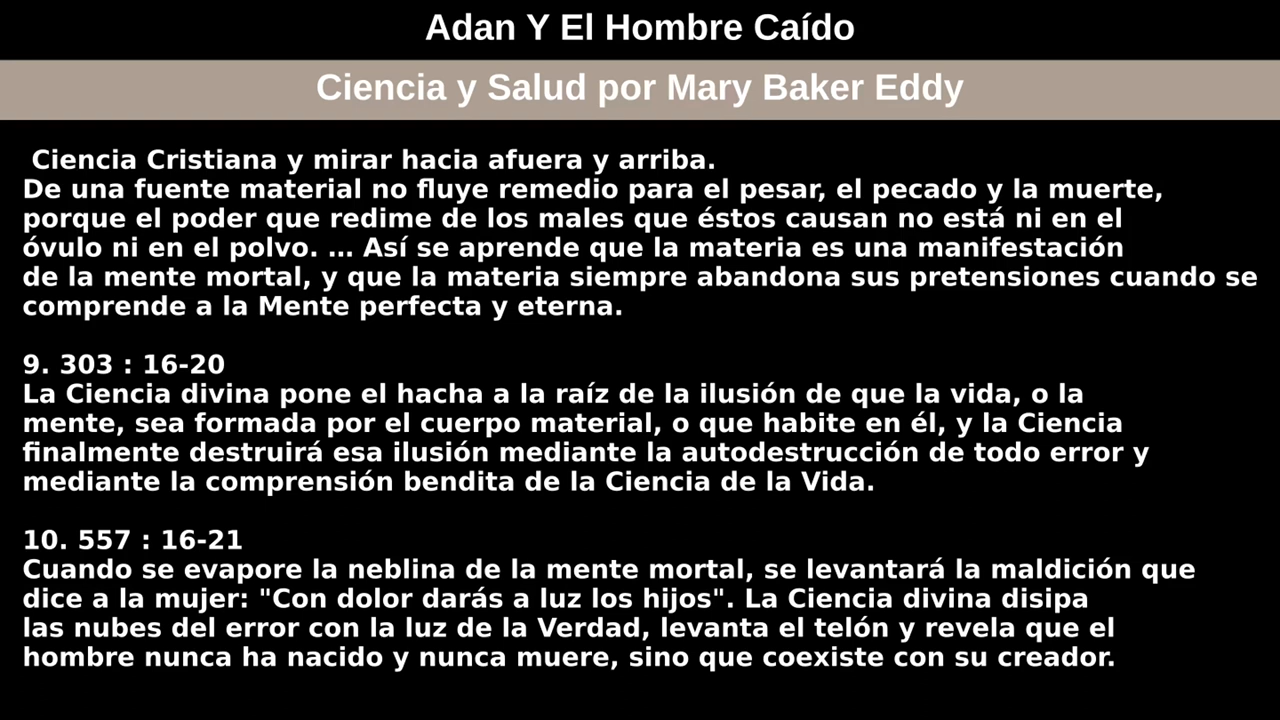 Adan Y El Hombre Caído
Ciencia y Salud por Mary Baker Eddy
Ciencia Cristiana y mirar hacia afuera y arriba.
De una fuente material no fluye remedio para el pesar, el pecado y la muerte,
porque el poder que redime de los males que éstos causan no está ni en el
óvulo ni en el polvo. ... Así se aprende que la materia es una manifestación
de la mente mortal, y que la materia siempre abandona sus pretensiones cuando se
comprende a la Mente perfecta y eterna.
9. 303 : 16-20
La Ciencia divina pone el hacha a la raíz de la ilusión de que la vida, o la
mente, sea formada por el cuerpo material, o que habite en él, y la Ciencia
finalmente destruirá esa ilusión mediante la autodestrucción de todo error y
mediante la comprensión bendita de la Ciencia de la Vida.
10. 557 : 16-21
Cuando se evapore la neblina de la mente mortal, se levantará la maldición que
dice a la mujer: "Con dolor darás a luz los hijos". La Ciencia divina disipa
las nubes del error con la luz de la Verdad, levanta el telón y revela que el
hombre nunca ha nacido y nunca muere, sino que coexiste con su creador.